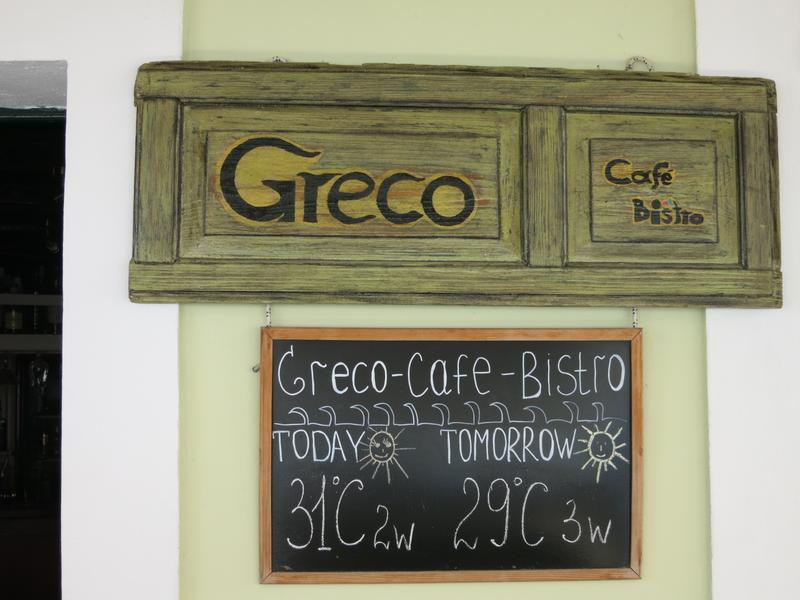 Greco
Café
Bistro
Greco-Cafe-Bistro
TODAY TOMORROW
31°C 2w 29°C 3w